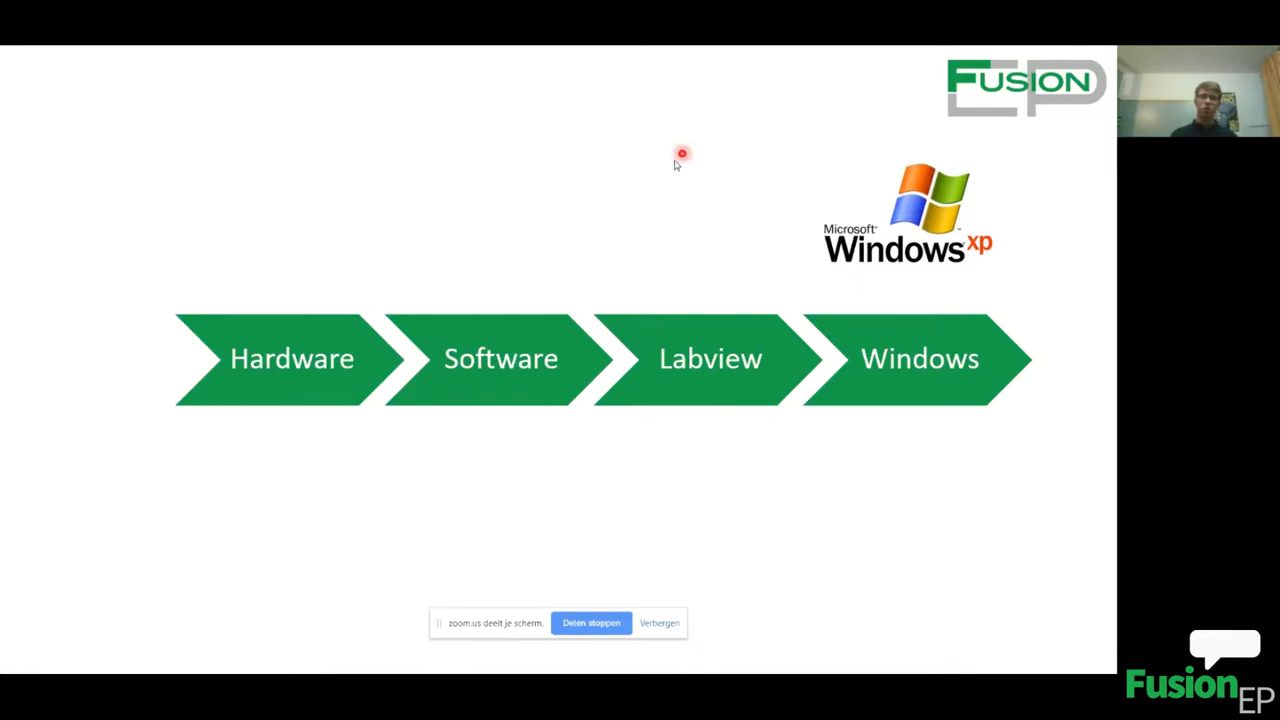 FUSION
EP
Microsoft
Windows xp
Hardware
Software
Labview
Windows
zoom.us deelt je scherm.
Delen stoppen
Verbergen
Fusion
EP